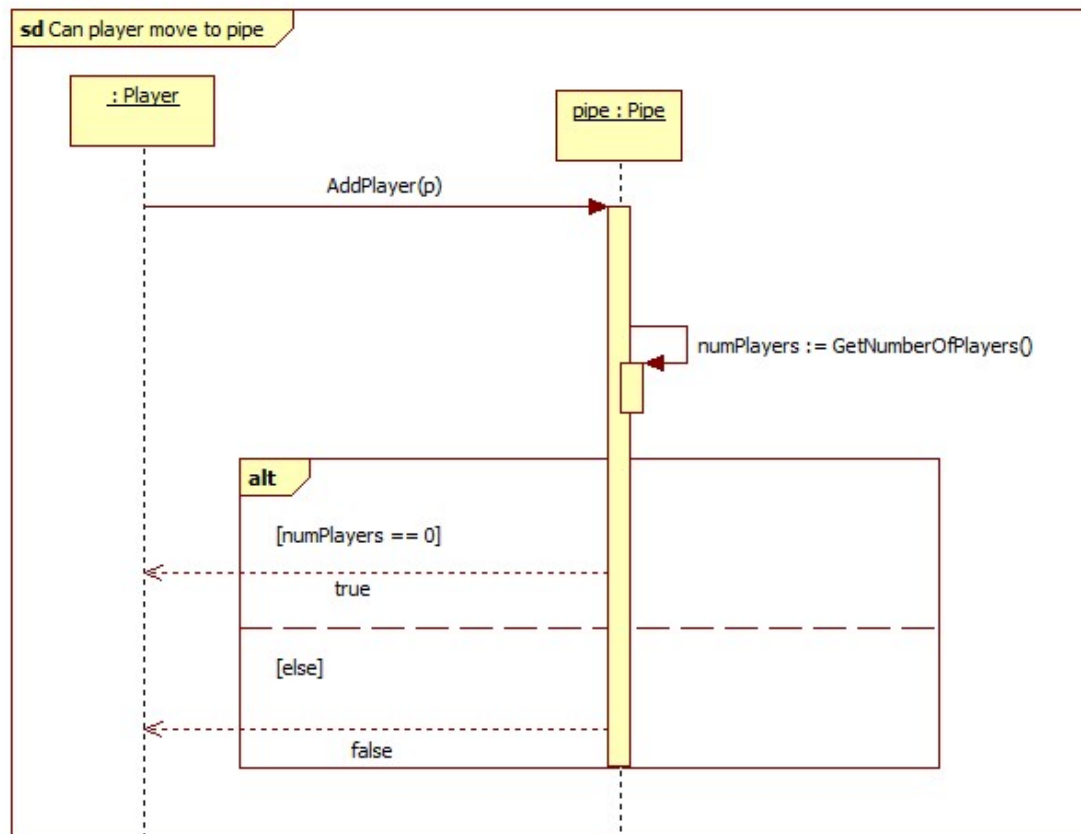 sd Can player move to pipe
: Player
pipe : Pipe
AddPlayer(p)
numPlayers := GetNumberOfPlayers()
alt
[numPlayers == 0]
true
[else]
false